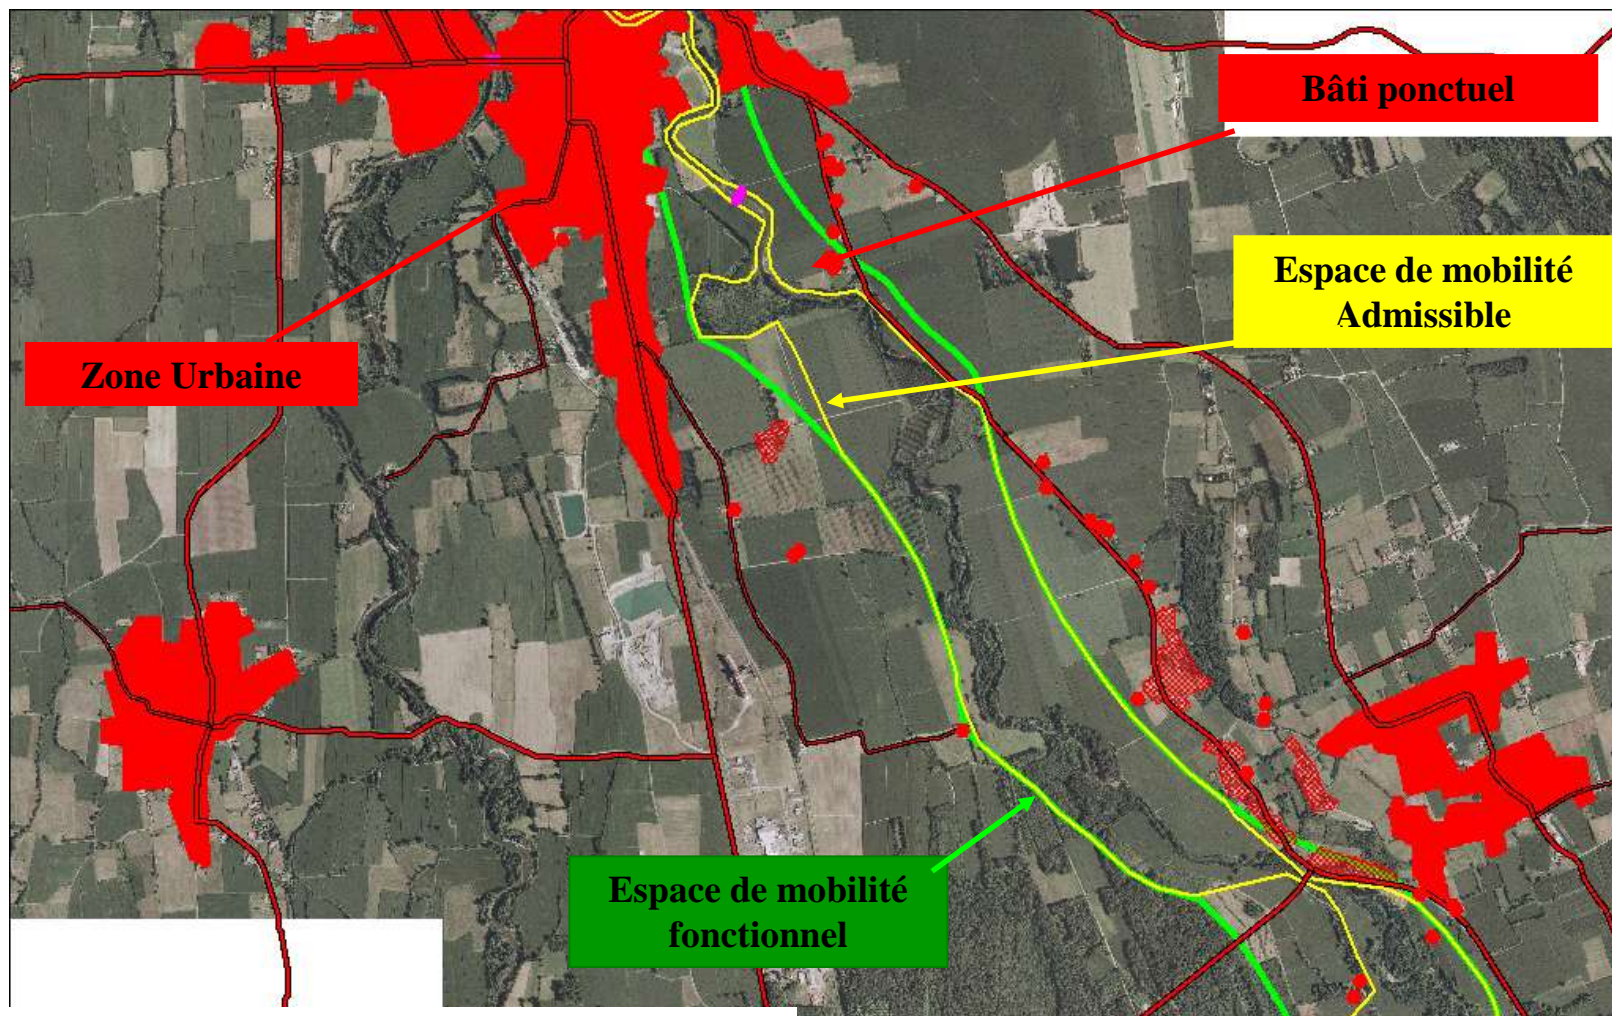 Bâti ponctuel
Espace de mobilité
Admissible
Zone Urbaine
Espace de mobilité
fonctionnel